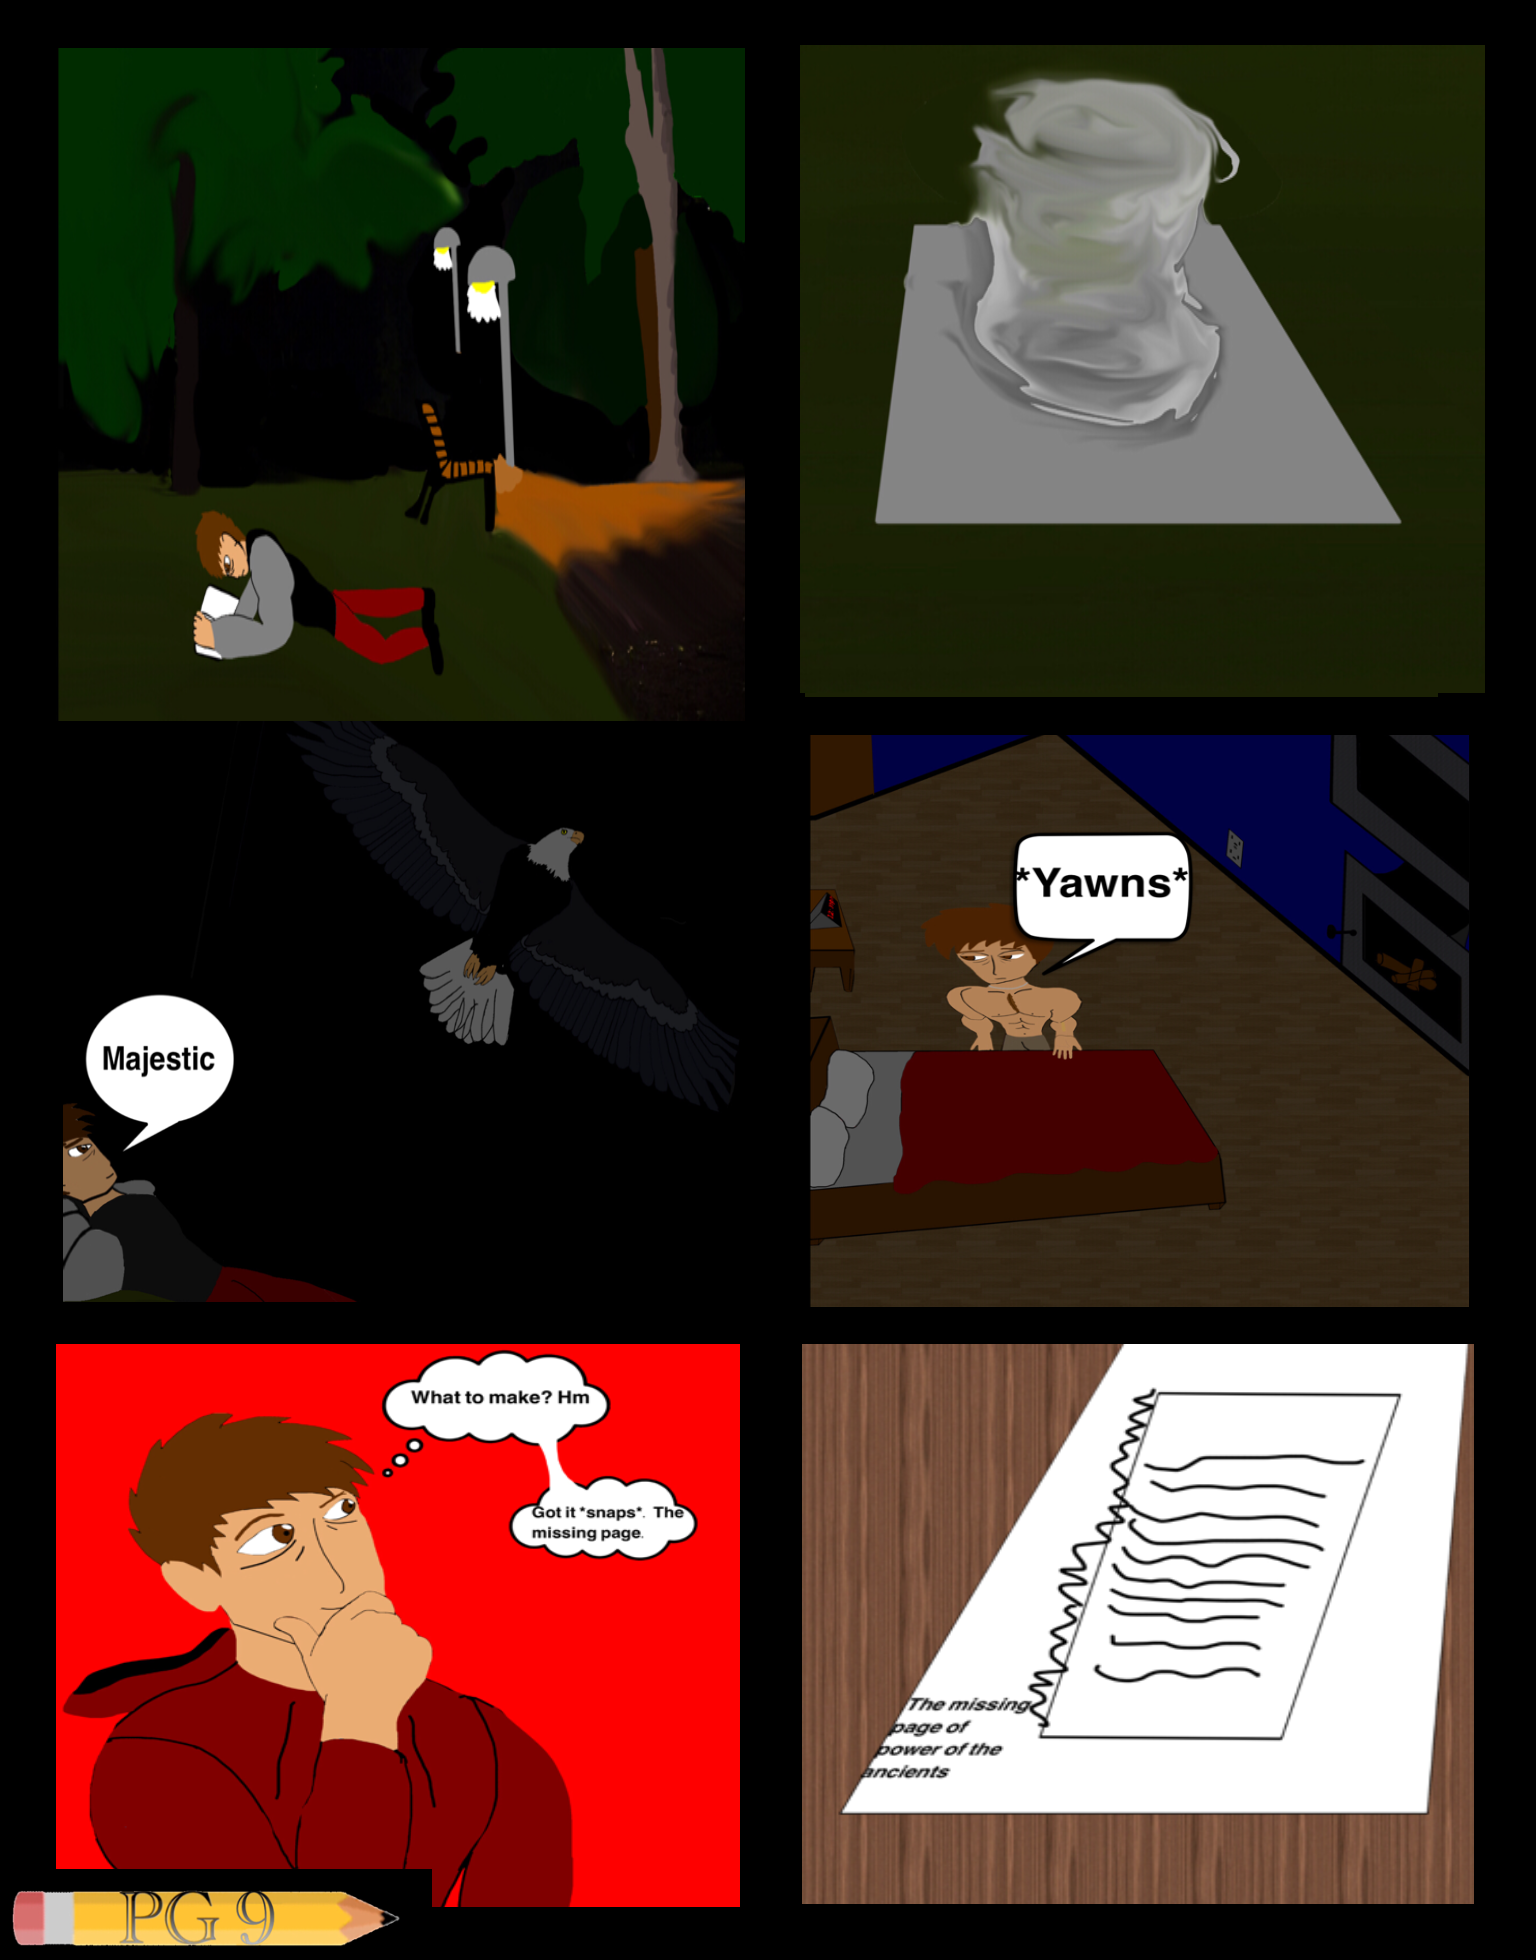 Majestic
*Yawns*
What to make? Hm
Got it *snaps*. The
missing page.
The missing
page of
power of the
ancients
PG 9